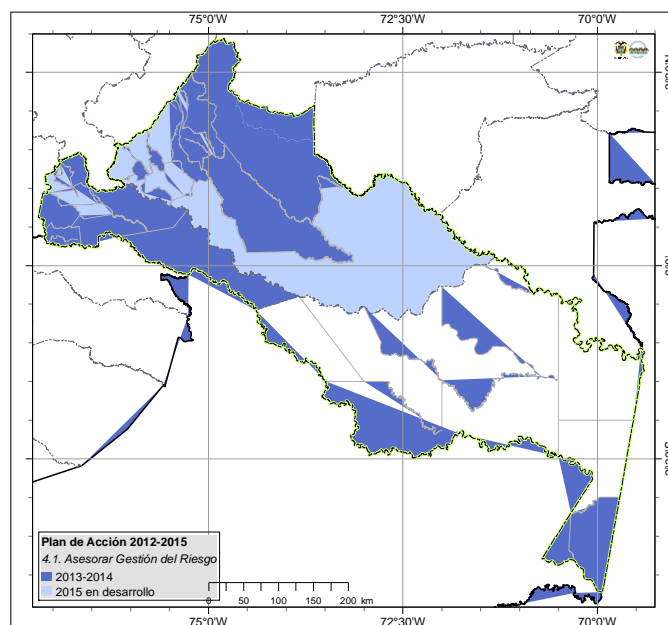 75°0'W 72°30'W 70°0'W
Plan de Acción 2012-2015
4.1. Asesorar Gestión del Riesgo
2013-2014
2015 en desarrollo
0 50 100 150 200 km
75°0'W 72°30'W 70°0'W